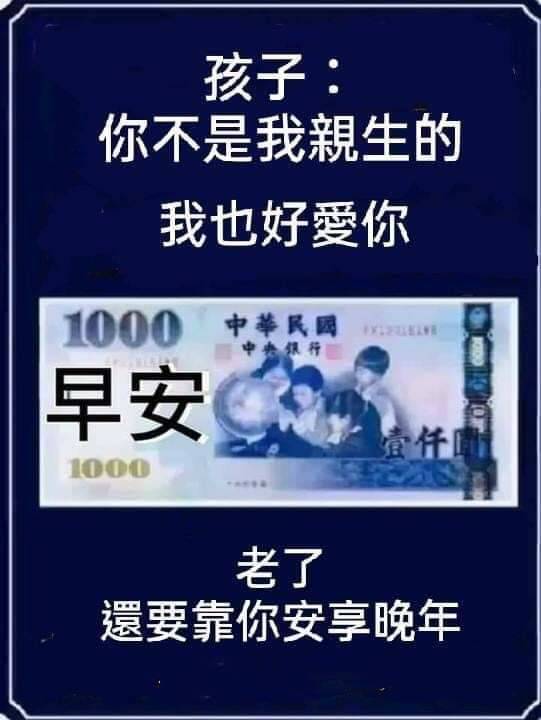 孩子：
你不是我親生的
我也好愛你
1000
中華民國
中央銀行
早安
壹仟圓
1000
老了
還要靠你安享晚年